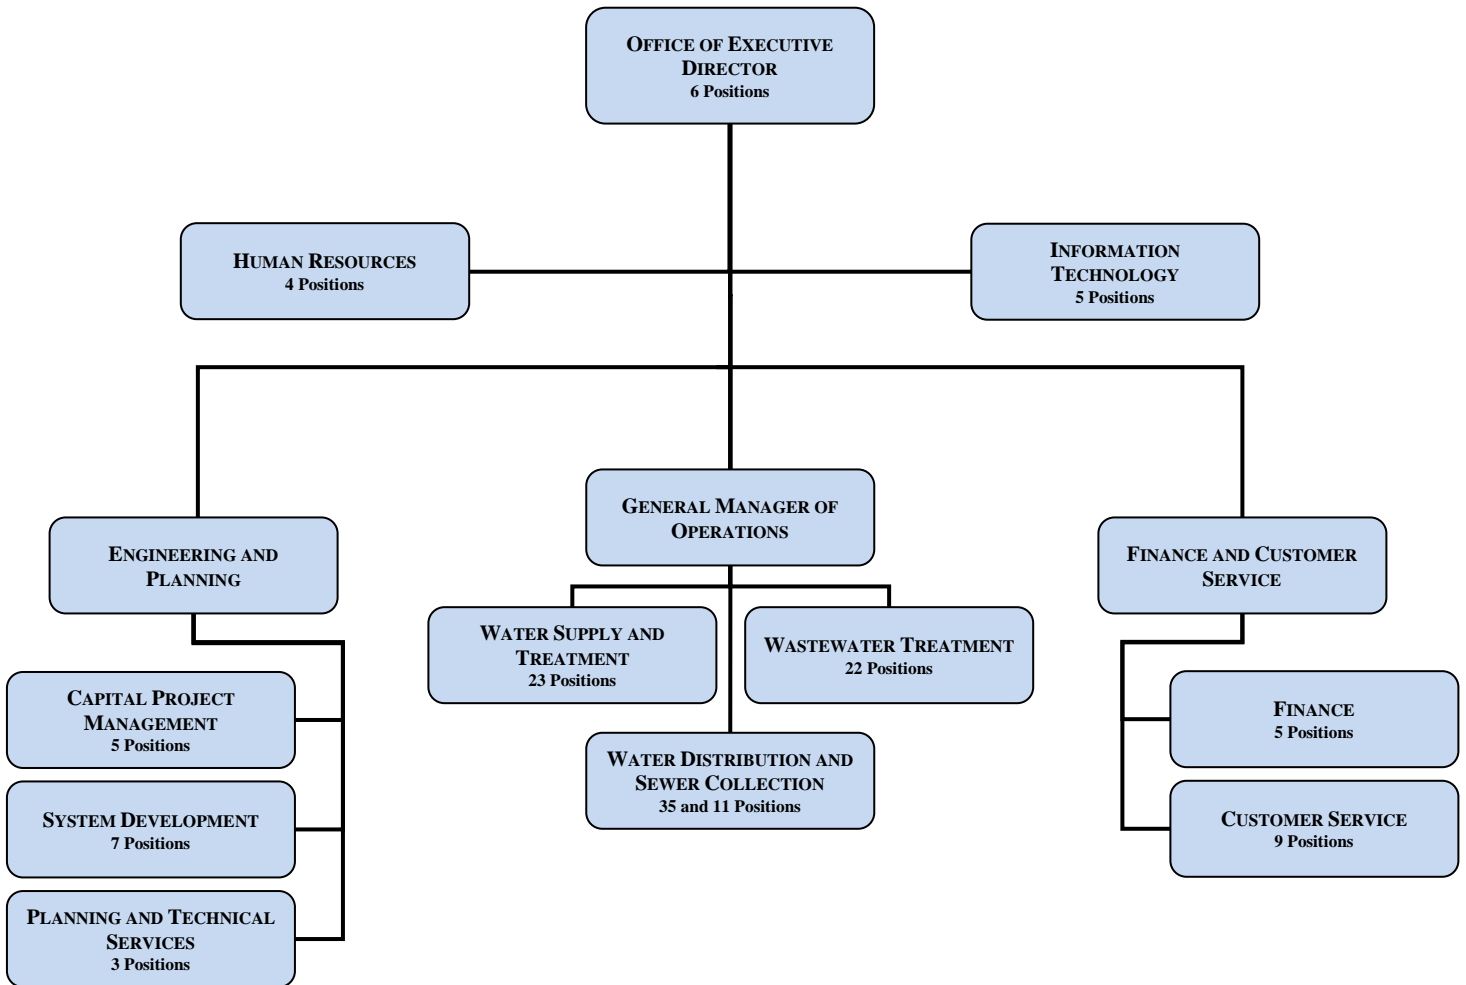 OFFICE OF EXECUTIVE
DIRECTOR
6 Positions
HUMAN RESOURCES
4 Positions
INFORMATION
TECHNOLOGY
5 Positions
GENERAL MANAGER OF
OPERATIONS
ENGINEERING AND
PLANNING
FINANCE AND CUSTOMER
SERVICE
WATER SUPPLY AND
TREATMENT
23 Positions
WASTEWATER TREATMENT
22 Positions
CAPITAL PROJECT
MANAGEMENT
5 Positions
FINANCE
5 Positions
WATER DISTRIBUTION AND
SEWER COLLECTION
35 and 11 Positions
SYSTEM DEVELOPMENT
7 Positions
CUSTOMER SERVICE
9 Positions
PLANNING AND TECHNICAL
SERVICES
3 Positions